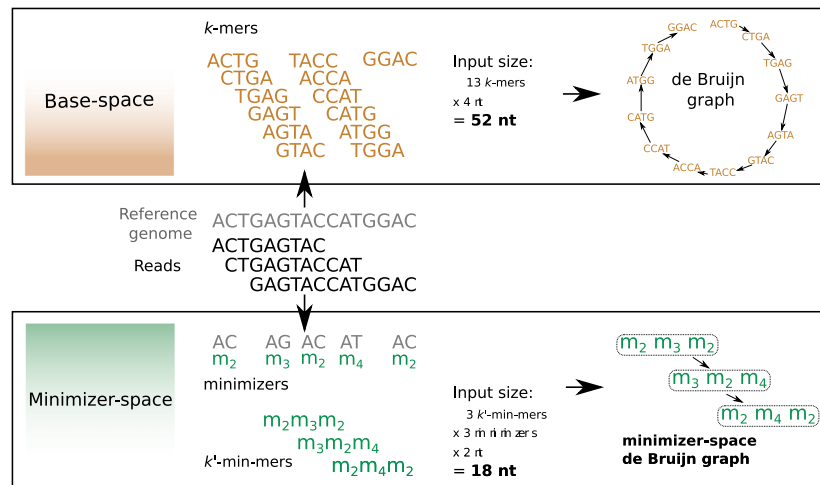 k-mers
ACTG TACC GGAC
CTGA ACCA
TGAG CCAT
GAGT CATG
AGTA ATGG
GTAC TGGA
Base-space
Input size:
13 k-mers
x 4 nt
= 52 nt
de Bruijn
graph
ACTG
CTGA
TGAG
GAGT
AGTA
GTAC
TACC
ACCA
CCAT
CATG
ATGG
TGGA
GGAC
Reference
genome
ACTGAGTACCATGGAC
Reads
ACTGAGTAC
CTGAGTACCAT
GAGTACCATGGAC
Minimizer-space
AC AG AC AT AC
m₂ m₃ m₂ m₄ m₂
minimizers
m₂m₃m₂
m₃m₂m₄
m₂m₄m₂
k'-min-mers
Input size:
3 k'-min-mers
x 3 minimizers
x 2 nt
= 18 nt
m₂ m₃ m₂
m₃ m₂ m₄
m₂ m₄ m₂
minimizer-space
de Bruijn graph